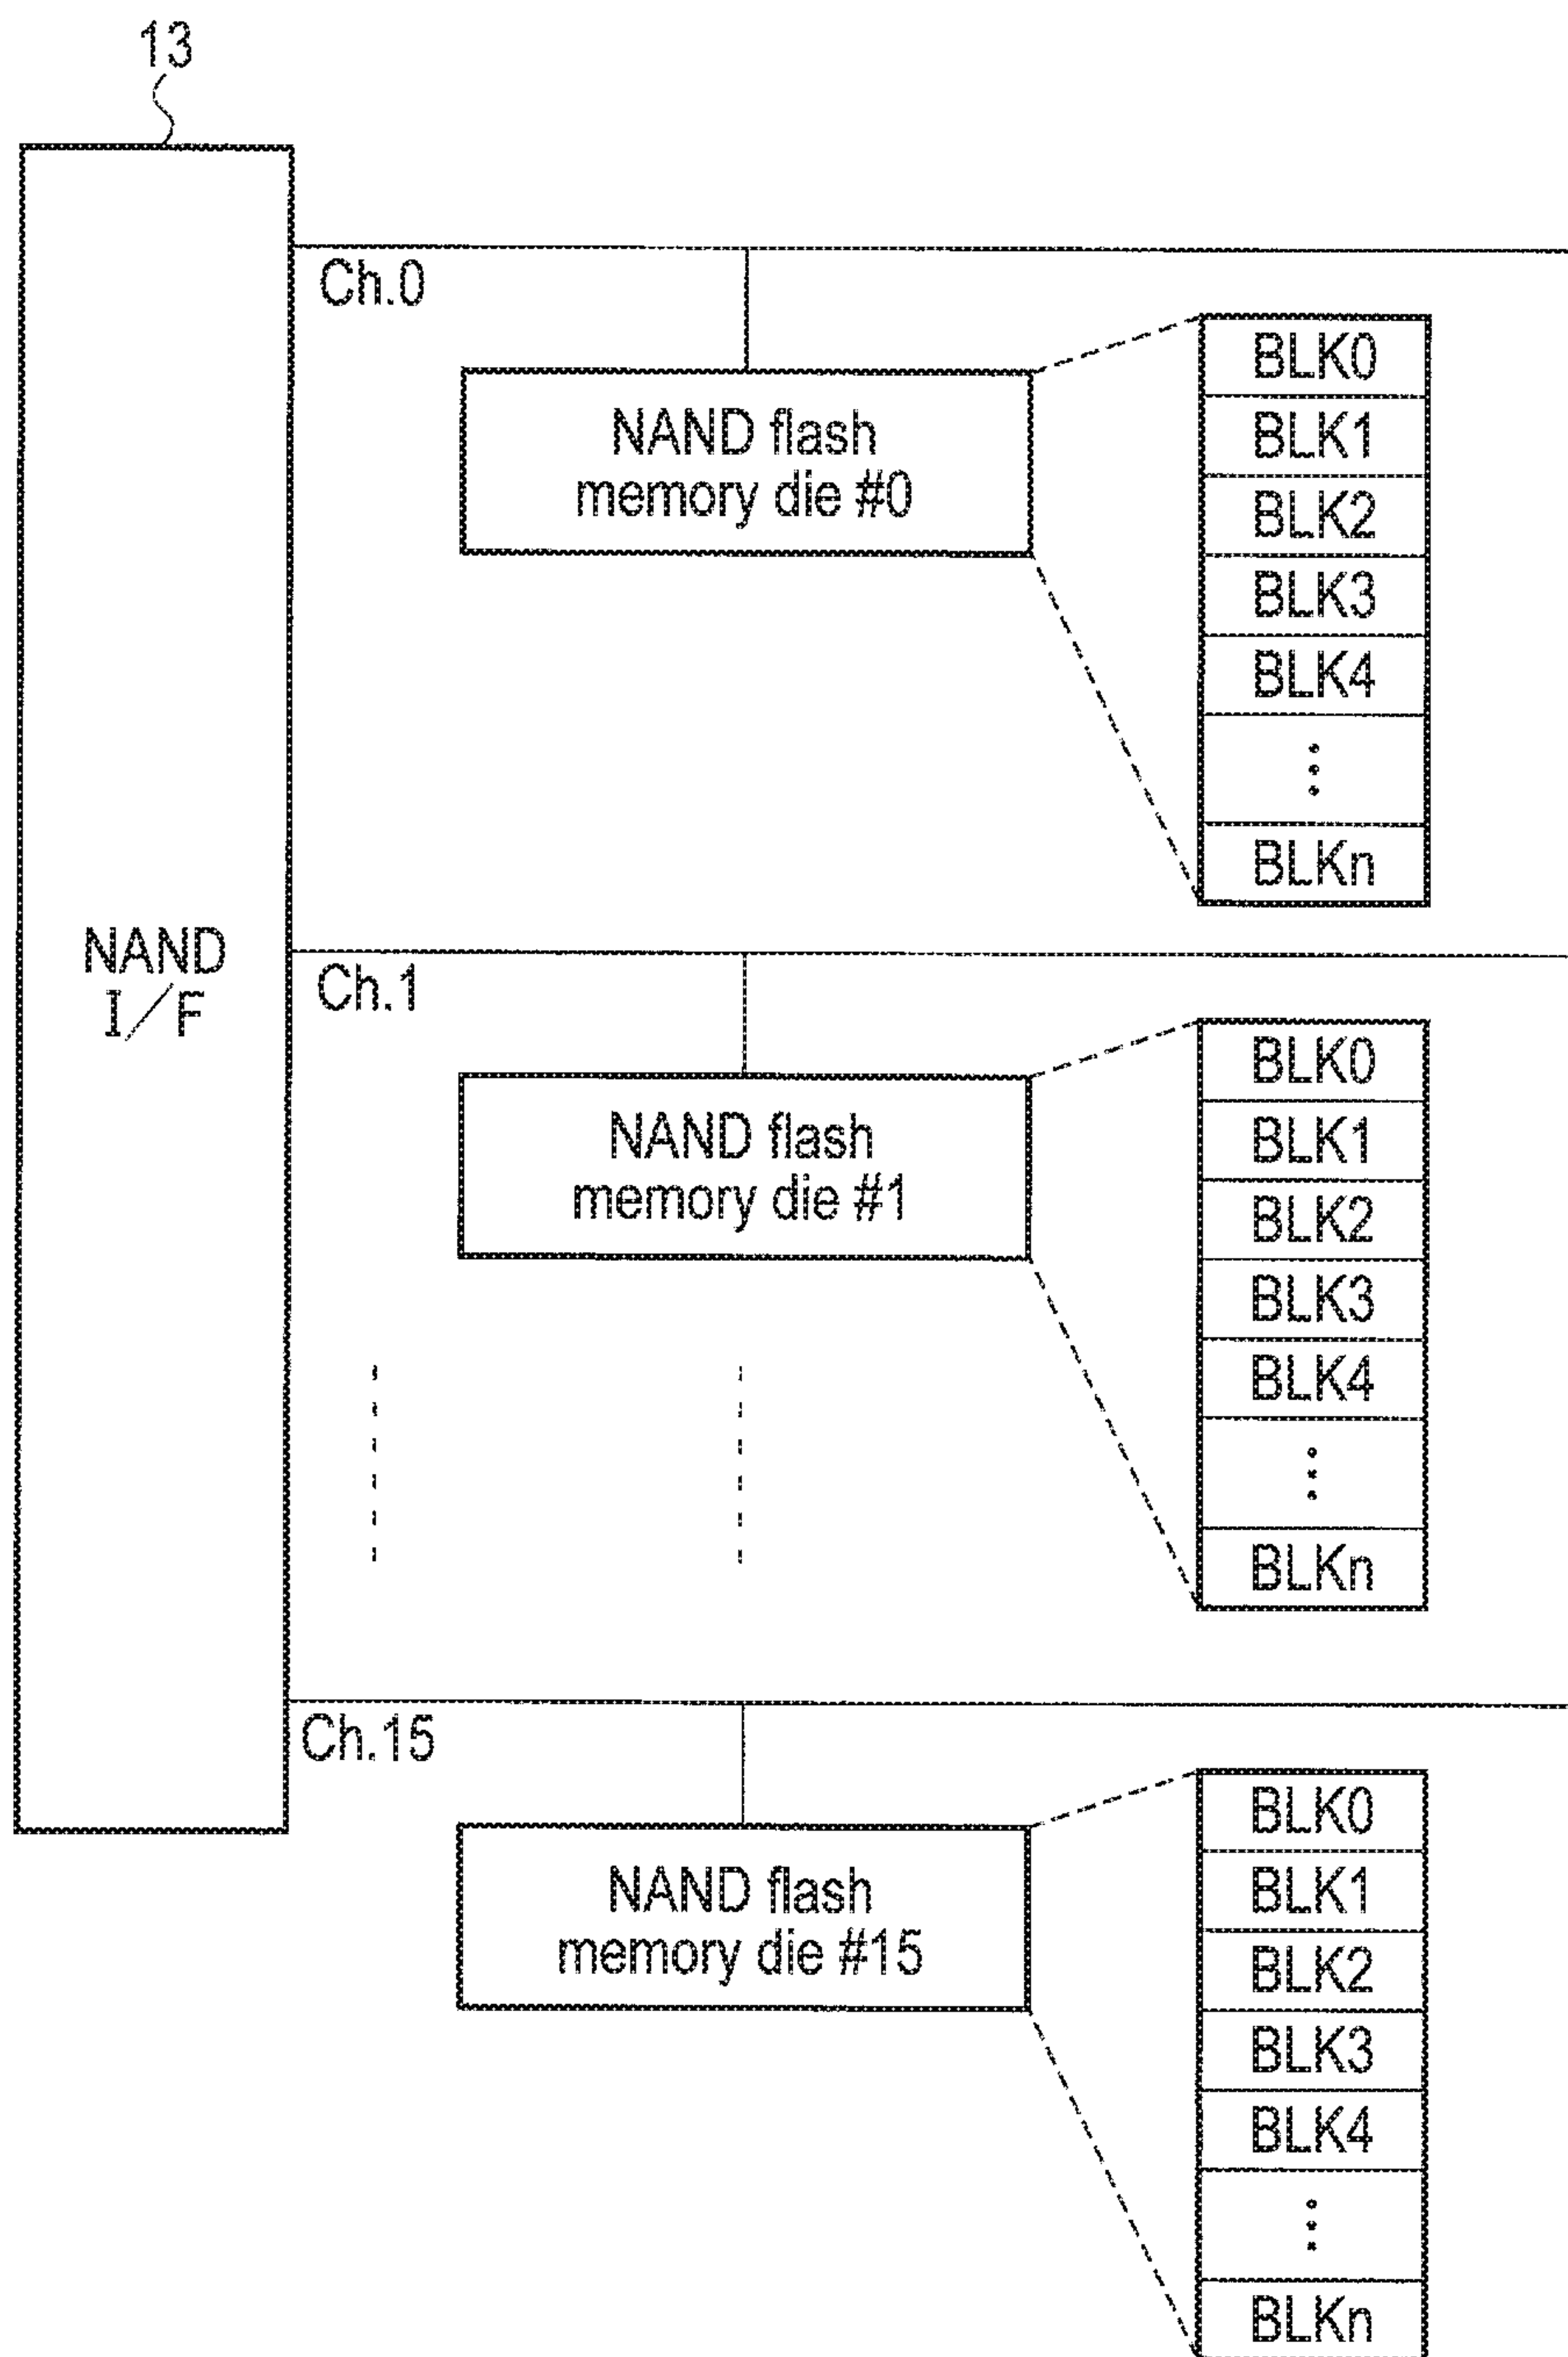 13
NAND
I/F
Ch.0
NAND flash
memory die #0
BLK0
BLK1
BLK2
BLK3
BLK4
⋮
BLKn
Ch.1
NAND flash
memory die #1
BLK0
BLK1
BLK2
BLK3
BLK4
⋮
BLKn
Ch.15
NAND flash
memory die #15
BLK0
BLK1
BLK2
BLK3
BLK4
⋮
BLKn